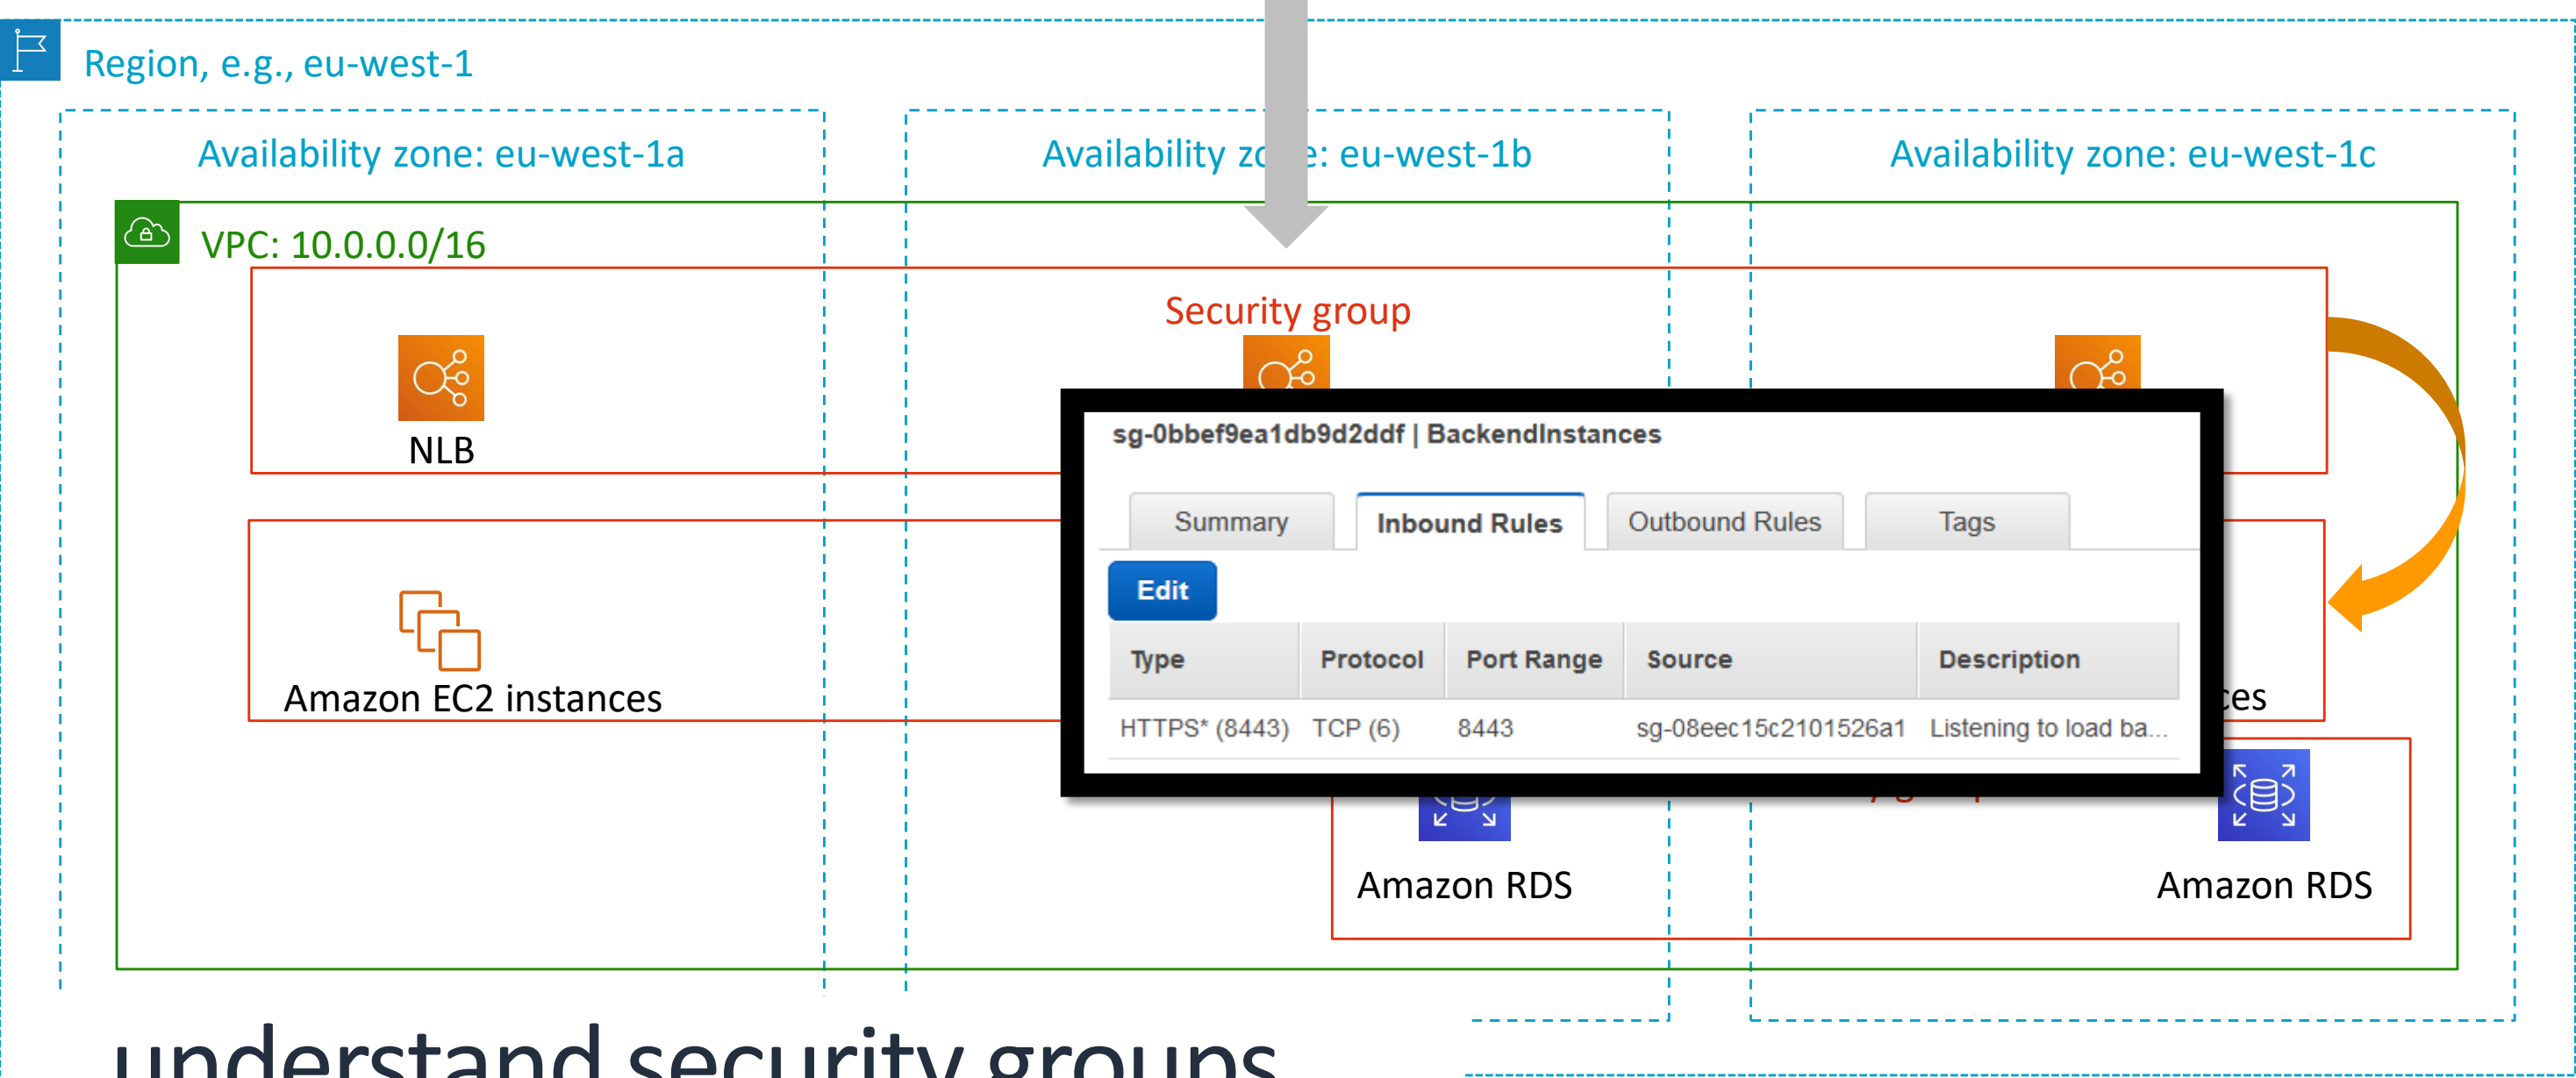 Region, e.g., eu-west-1
Availability zone: eu-west-1a
Availability zo e: eu-west-1b
Availability zone: eu-west-1c
VPC: 10.0.0.0/16
Security group
NLB
sg-0bbef9ea1db9d2ddf | BackendInstances
Summary
Inbound Rules
Outbound Rules
Tags
Edit
Type Protocol Port Range Source Description
HTTPS* (8443) TCP (6) 8443 sg-08eec15c2101526a1 Listening to load ba...
Amazon EC2 instances
ces
Amazon RDS
Amazon RDS
understand security groups